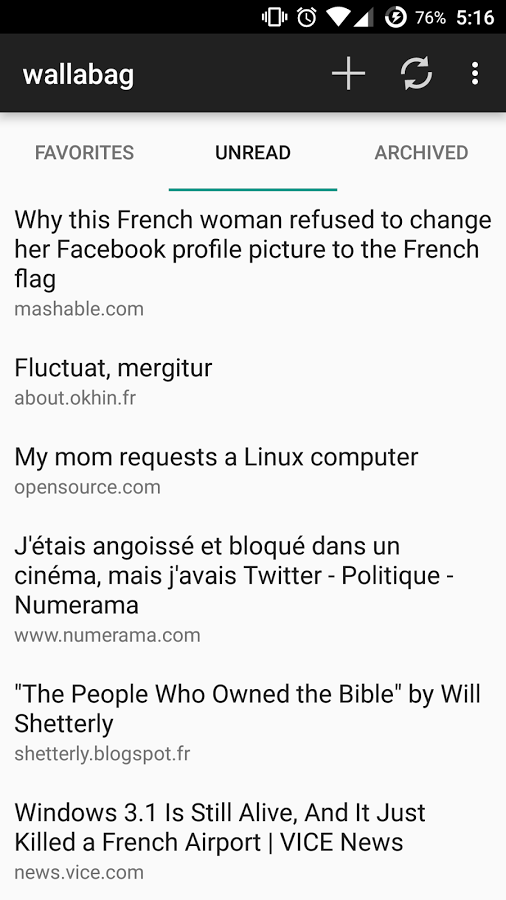 76% 5:16
wallabag
FAVORITES UNREAD ARCHIVED
Why this French woman refused to change
her Facebook profile picture to the French
flag
mashable.com
Fluctuat, mergitur
about.okhin.fr
My mom requests a Linux computer
opensource.com
J'étais angoissé et bloqué dans un
cinéma, mais j'avais Twitter - Politique -
Numerama
www.numerama.com
"The People Who Owned the Bible" by Will
Shetterly
shetterly.blogspot.fr
Windows 3.1 Is Still Alive, And It Just
Killed a French Airport | VICE News
news.vice.com